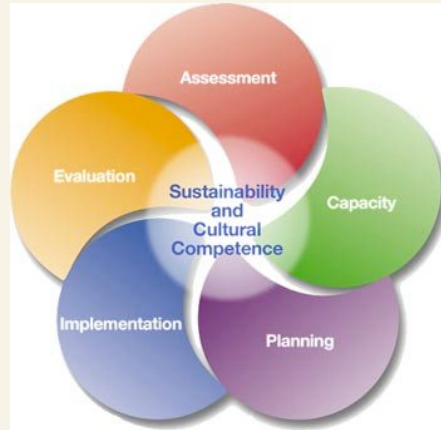 Assessment
Evaluation
Sustainability
and
Cultural
Competence
Capacity
Implementation
Planning